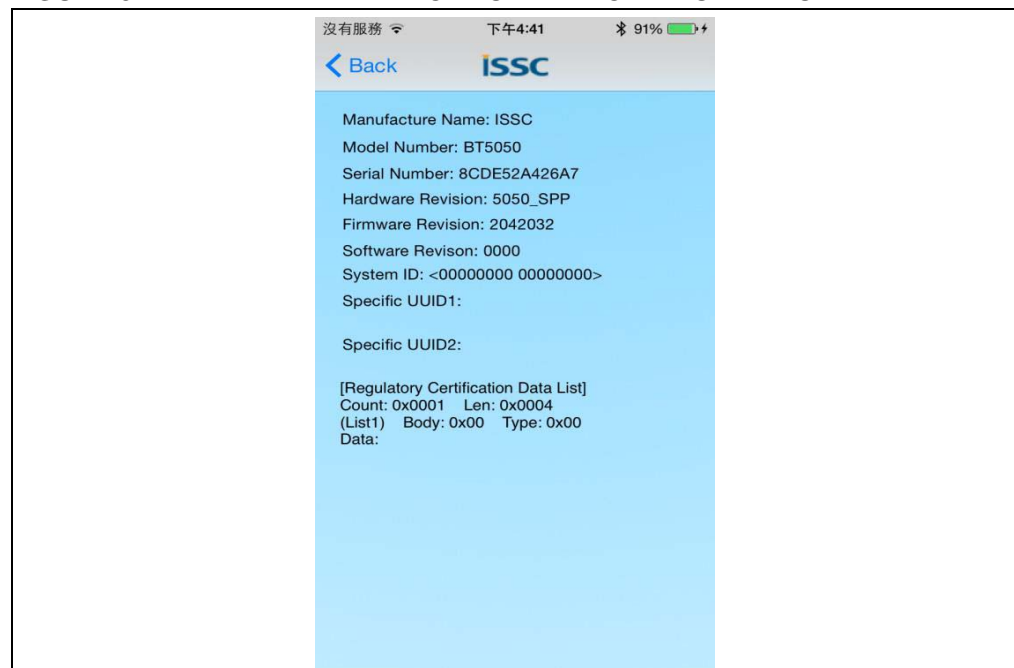 沒有服務 下午4:41 91%
Back ISSC
Manufacture Name: ISSC
Model Number: BT5050
Serial Number: 8CDE52A426A7
Hardware Revision: 5050_SPP
Firmware Revision: 2042032
Software Revison: 0000
System ID: <00000000 00000000>
Specific UUID1:
Specific UUID2:
[Regulatory Certification Data List]
Count: 0x0001 Len: 0x0004
(List1) Body: 0x00 Type: 0x00
Data: